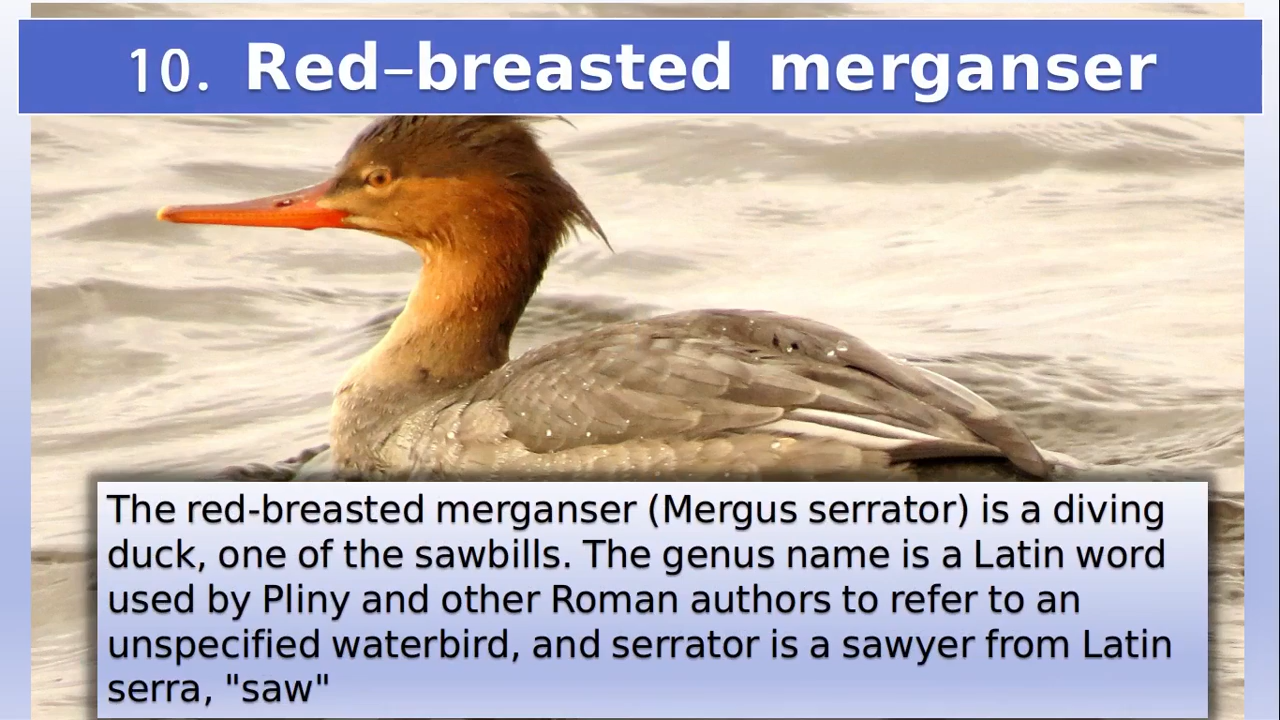 10. Red–breasted merganser
The red-breasted merganser (Mergus serrator) is a diving
duck, one of the sawbills. The genus name is a Latin word
used by Pliny and other Roman authors to refer to an
unspecified waterbird, and serrator is a sawyer from Latin
serra, "saw"